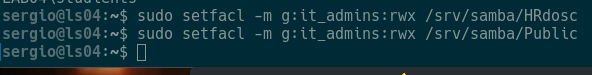 sergio@ls04:~$ sudo setfacl -m g:it_admins:rwx /srv/samba/HRdosc
sergio@ls04:~$ sudo setfacl -m g:it_admins:rwx /srv/samba/Public
sergio@ls04:~$